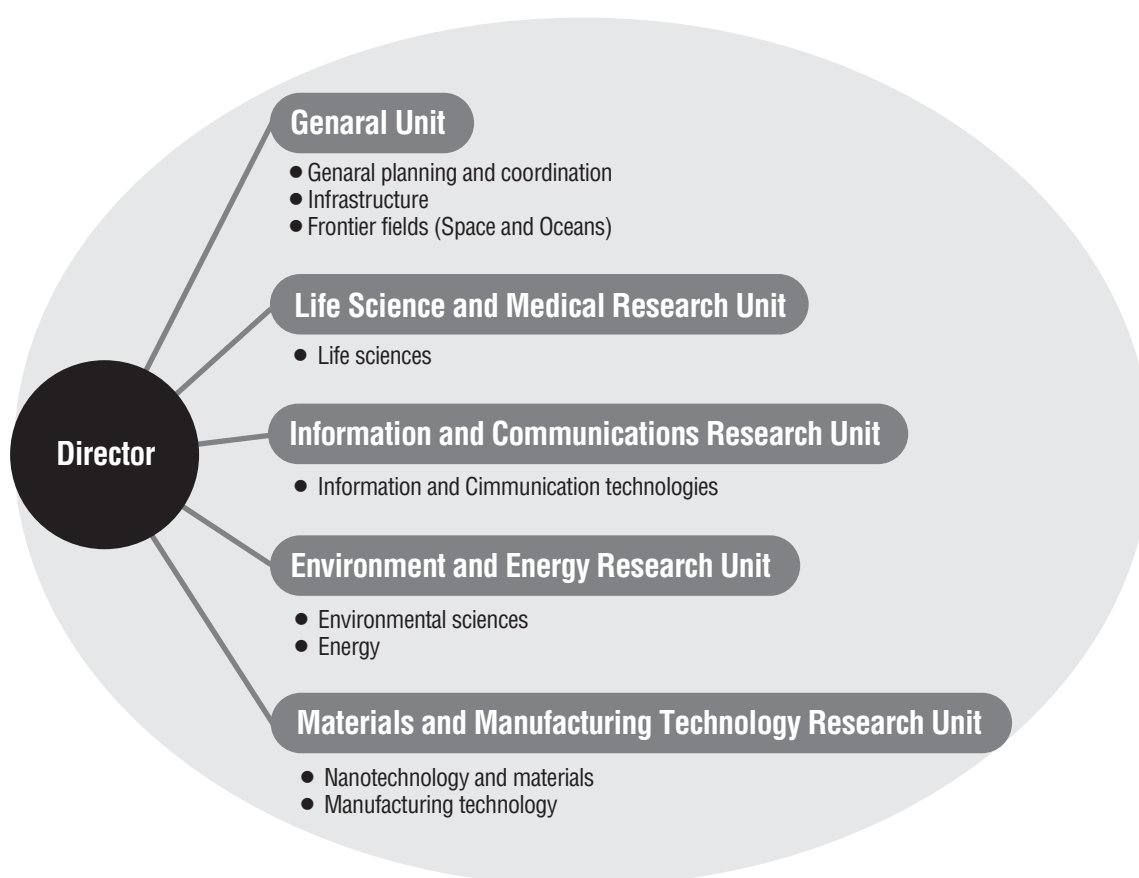 Genaral Unit
● Genaral planning and coordination
● Infrastructure
● Frontier fields (Space and Oceans)
Life Science and Medical Research Unit
● Life sciences
Director
Information and Communications Research Unit
● Information and Cimmunication technologies
Environment and Energy Research Unit
● Environmental sciences
● Energy
Materials and Manufacturing Technology Research Unit
● Nanotechnology and materials
● Manufacturing technology